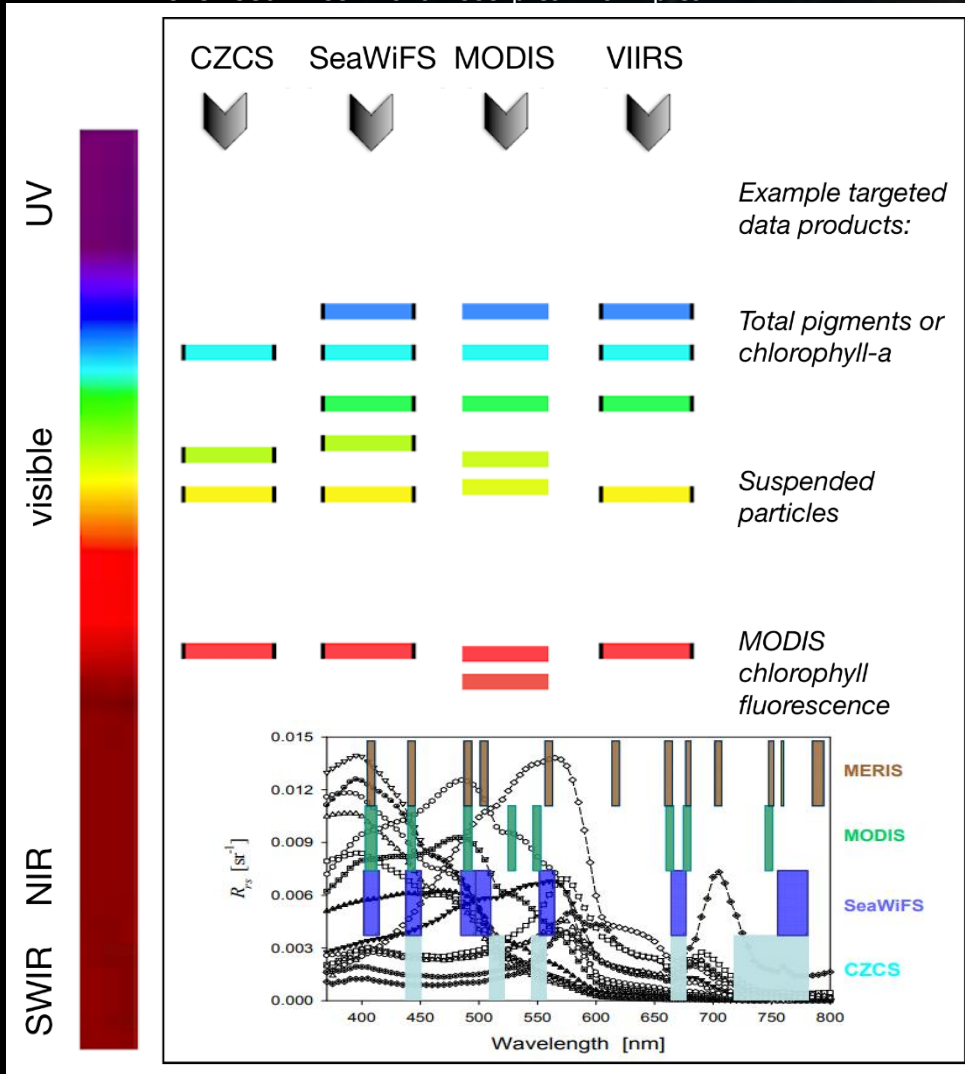 CZCS SeaWiFS MODIS VIIRS
UV
visible
NIR
SWIR
Example targeted
data products:
Total pigments or
chlorophyll-a
Suspended
particles
MODIS
chlorophyll
fluorescence
0.015
0.012
0.009
0.006
0.003
0.000
R_rs [sr⁻¹]
MERIS
MODIS
SeaWiFS
CZCS
400 450 500 550 600 650 700 750 800
Wavelength [nm]